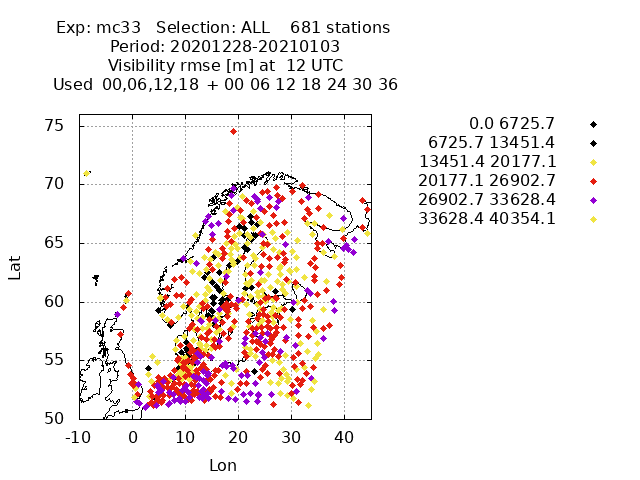 Exp: mc33   Selection: ALL    681 stations
Period: 20201228-20210103
Visibility rmse [m] at  12 UTC
Used  00,06,12,18  + 00 06 12 18 24 30 36
0.0 6725.7
6725.7 13451.4
13451.4 20177.1
20177.1 26902.7
26902.7 33628.4
33628.4 40354.1
75
70
65
60
55
50
Lat
-10 0 10 20 30 40
Lon